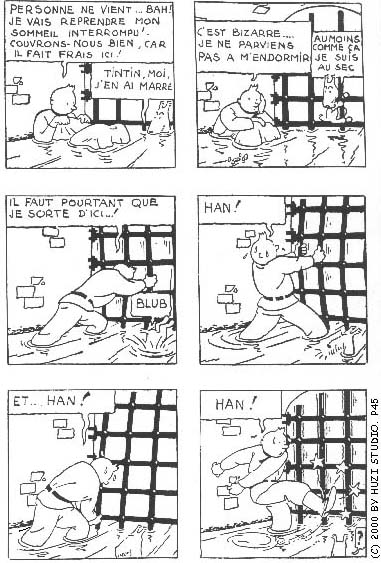 PERSONNE NE VIENT... BAH!
JE VAIS REPRENDRE MON
SOMMEIL INTERROMPU.
COUVRONS-NOUS BIEN, CAR
IL FAIT FRAIS ICI!
TINTIN, MOI,
J'EN AI MARRE
C'EST BIZARRE....
JE NE PARVIENS
PAS A M'ENDORMIR
AU MOINS
COMME ÇA
JE SUIS
AU SEC
IL FAUT POURTANT QUE
JE SORTE D'ICI...!
BLUB
HAN!
ET... HAN!
HAN!
?
(C) 2000 BY HUZI STUDIO. P45